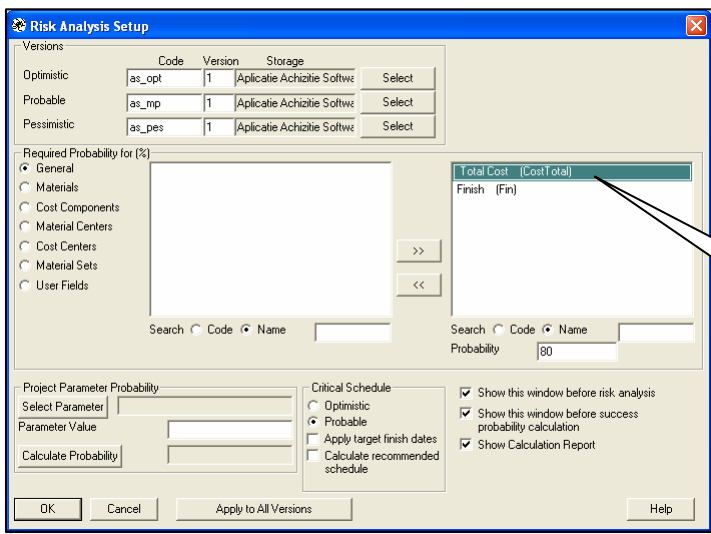 Risk Analysis Setup
Versions
Code Version Storage
Optimistic as_opt 1 Aplicatie Achizitie Softwa Select
Probable as_mp 1 Aplicatie Achizitie Softwa Select
Pessimistic as_pes 1 Aplicatie Achizitie Softwa Select
Required Probability for (%)
General
Materials
Cost Components
Material Centers
Cost Centers
Material Sets
User Fields
>>
<<
Search Code Name
Total Cost (CostTotal)
Finish (Fin)
Search Code Name
Probability 80
Project Parameter Probability
Select Parameter
Parameter Value
Calculate Probability
Critical Schedule
Optimistic
Probable
Apply target finish dates
Calculate recommended
schedule
Show this window before risk analysis
Show this window before success
probability calculation
Show Calculation Report
OK Cancel Apply to All Versions Help